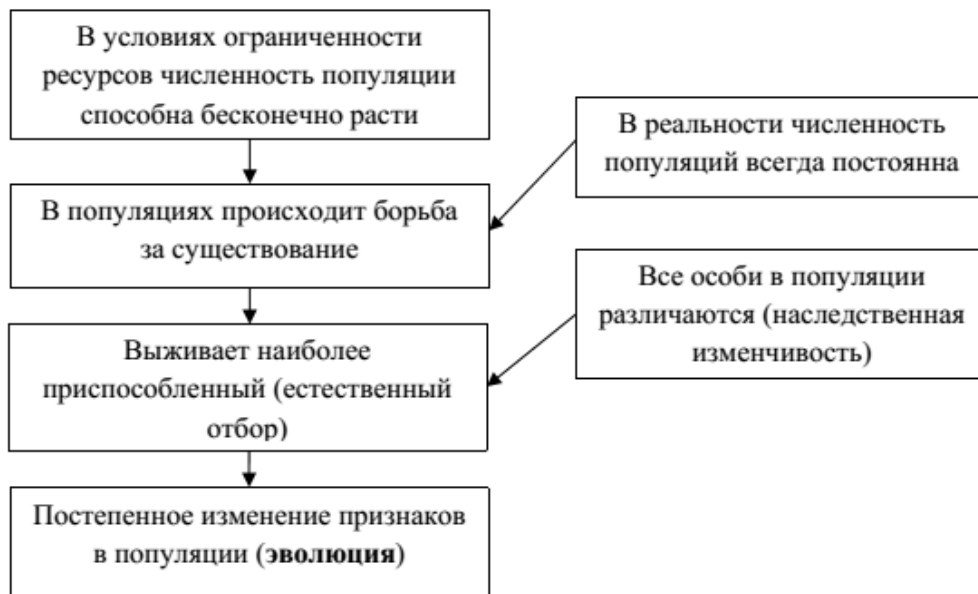 В условиях ограниченности
ресурсов численность популяции
способна бесконечно расти
В реальности численность
популяций всегда постоянна
В популяциях происходит борьба
за существование
Все особи в популяции
различаются (наследственная
изменчивость)
Выживает наиболее
приспособленный (естественный
отбор)
Постепенное изменение признаков
в популяции (эволюция)